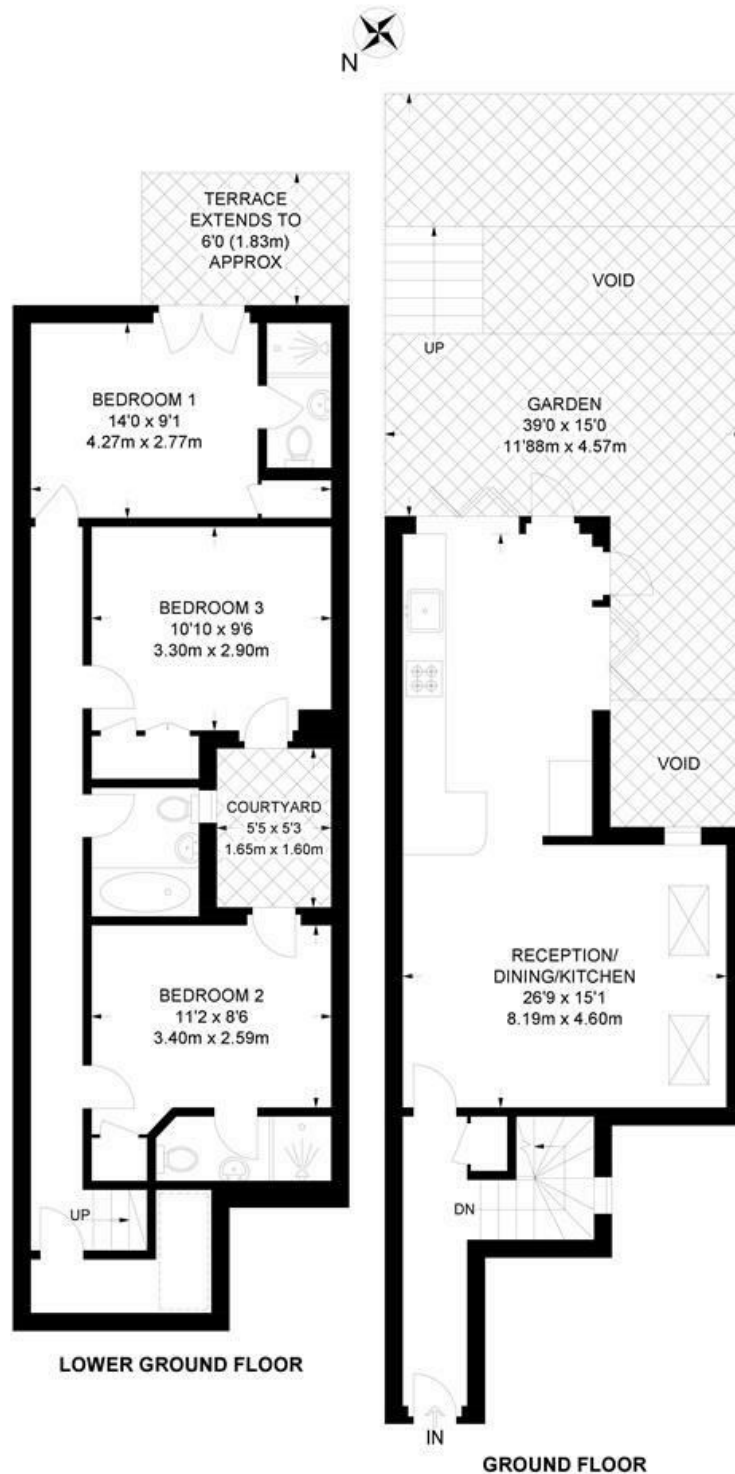 N
TERRACE
EXTENDS TO
6'0 (1.83m)
APPROX
BEDROOM 1
14'0 x 9'1
4.27m x 2.77m
BEDROOM 3
10'10 x 9'6
3.30m x 2.90m
COURTYARD
5'5 x 5'3
1.65m x 1.60m
BEDROOM 2
11'2 x 8'6
3.40m x 2.59m
UP
LOWER GROUND FLOOR
VOID
UP
GARDEN
39'0 x 15'0
11'88m x 4.57m
VOID
RECEPTION/
DINING/KITCHEN
26'9 x 15'1
8.19m x 4.60m
DN
IN
GROUND FLOOR